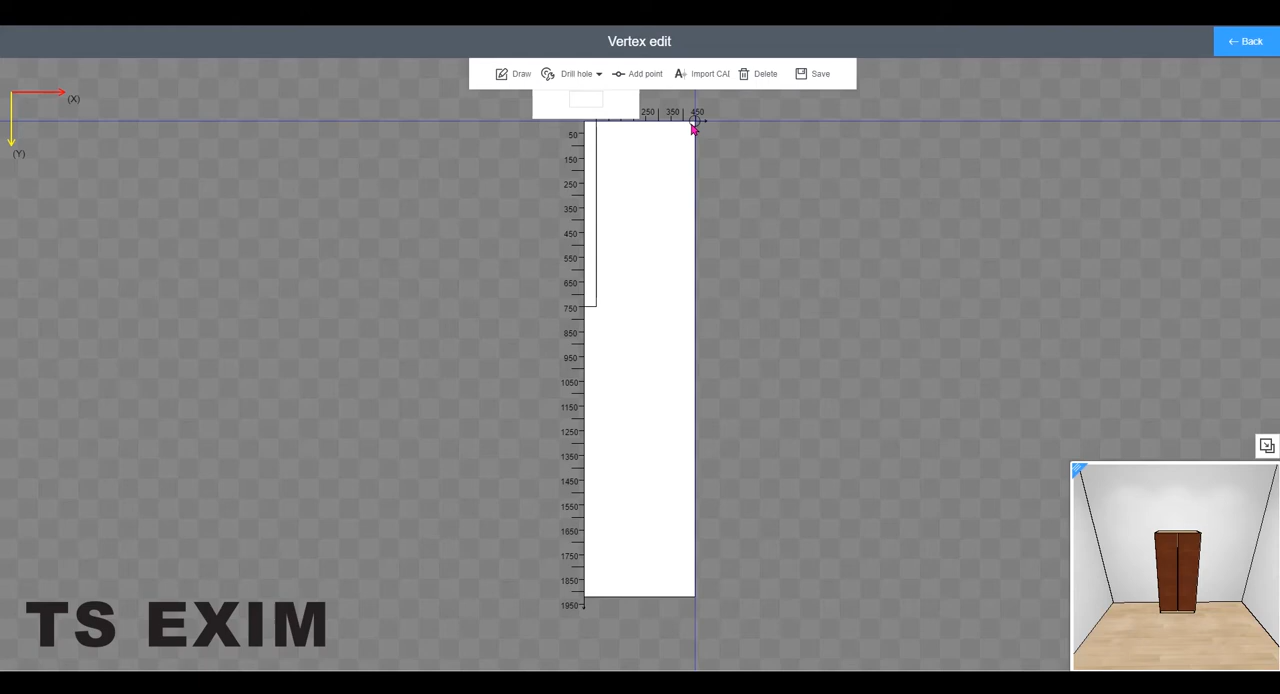 Vertex edit
← Back
Draw
Drill hole
Add point
Import CAI
Delete
Save
(X)
(Y)
250
350
450
50
150
250
350
450
550
650
750
850
950
1050
1150
1250
1350
1450
1550
1650
1750
1850
1950
TS EXIM